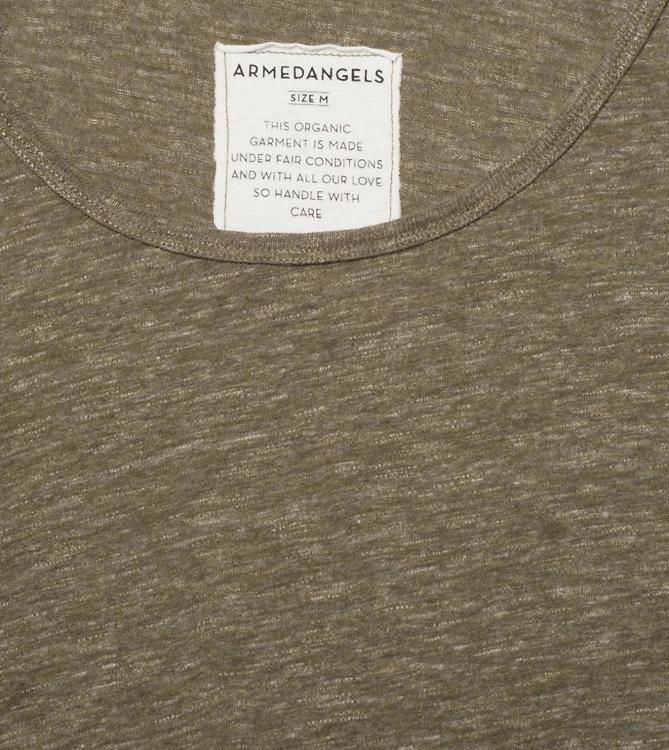 ARMEDANGELS
SIZE M
THIS ORGANIC
GARMENT IS MADE
UNDER FAIR CONDITIONS
AND WITH ALL OUR LOVE
SO HANDLE WITH
CARE